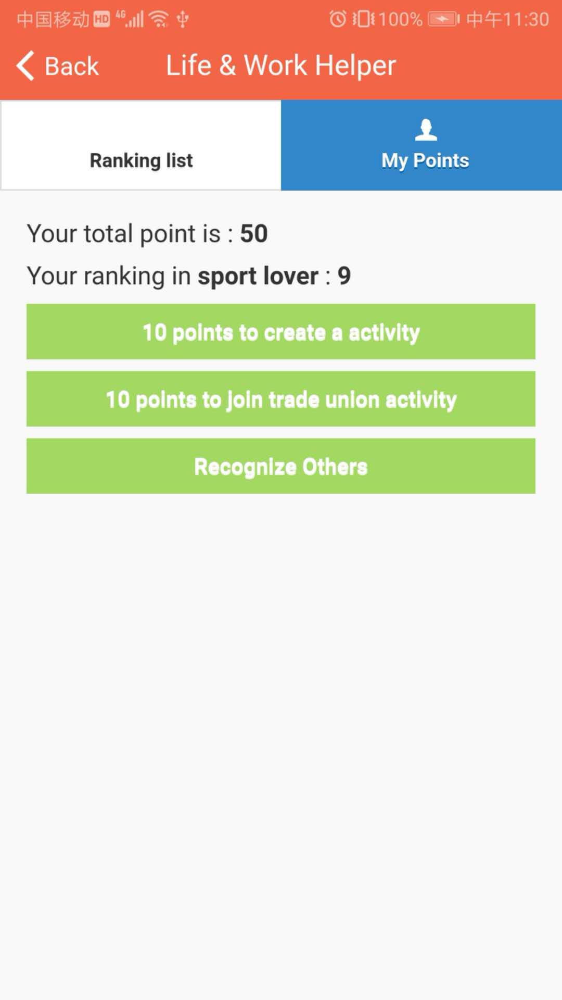 中国移动 HD 4G 100% 中午11:30
Back Life & Work Helper
Ranking list
My Points
Your total point is : 50
Your ranking in sport lover : 9
10 points to create a activity
10 points to join trade union activity
Recognize Others